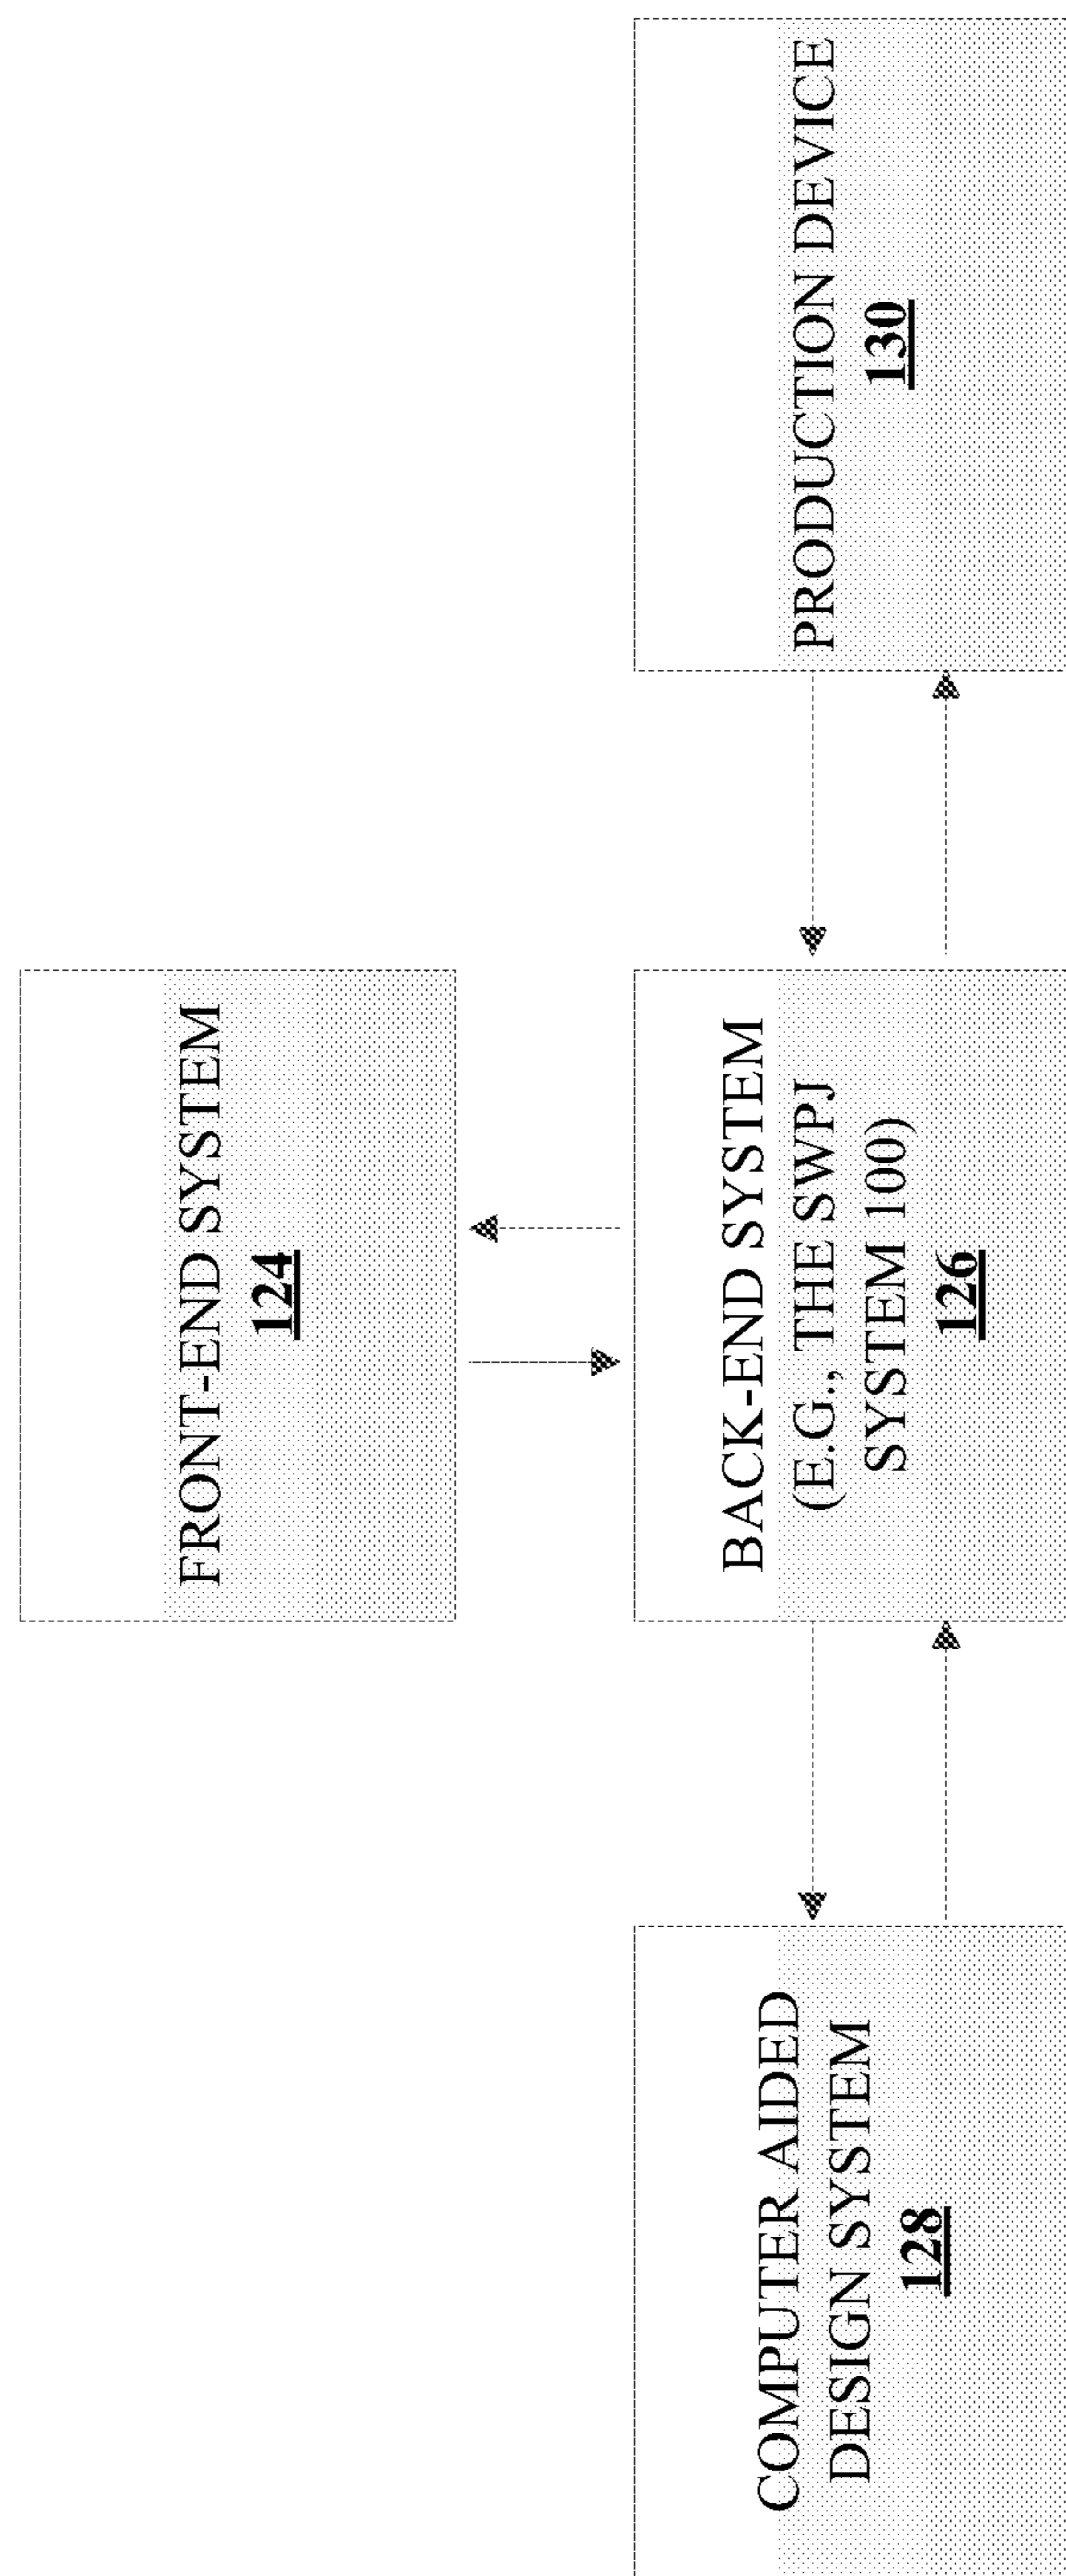 FRONT-END SYSTEM
124
COMPUTER AIDED
DESIGN SYSTEM
128
BACK-END SYSTEM
(E.G., THE SWPJ
SYSTEM 100)
126
PRODUCTION DEVICE
130